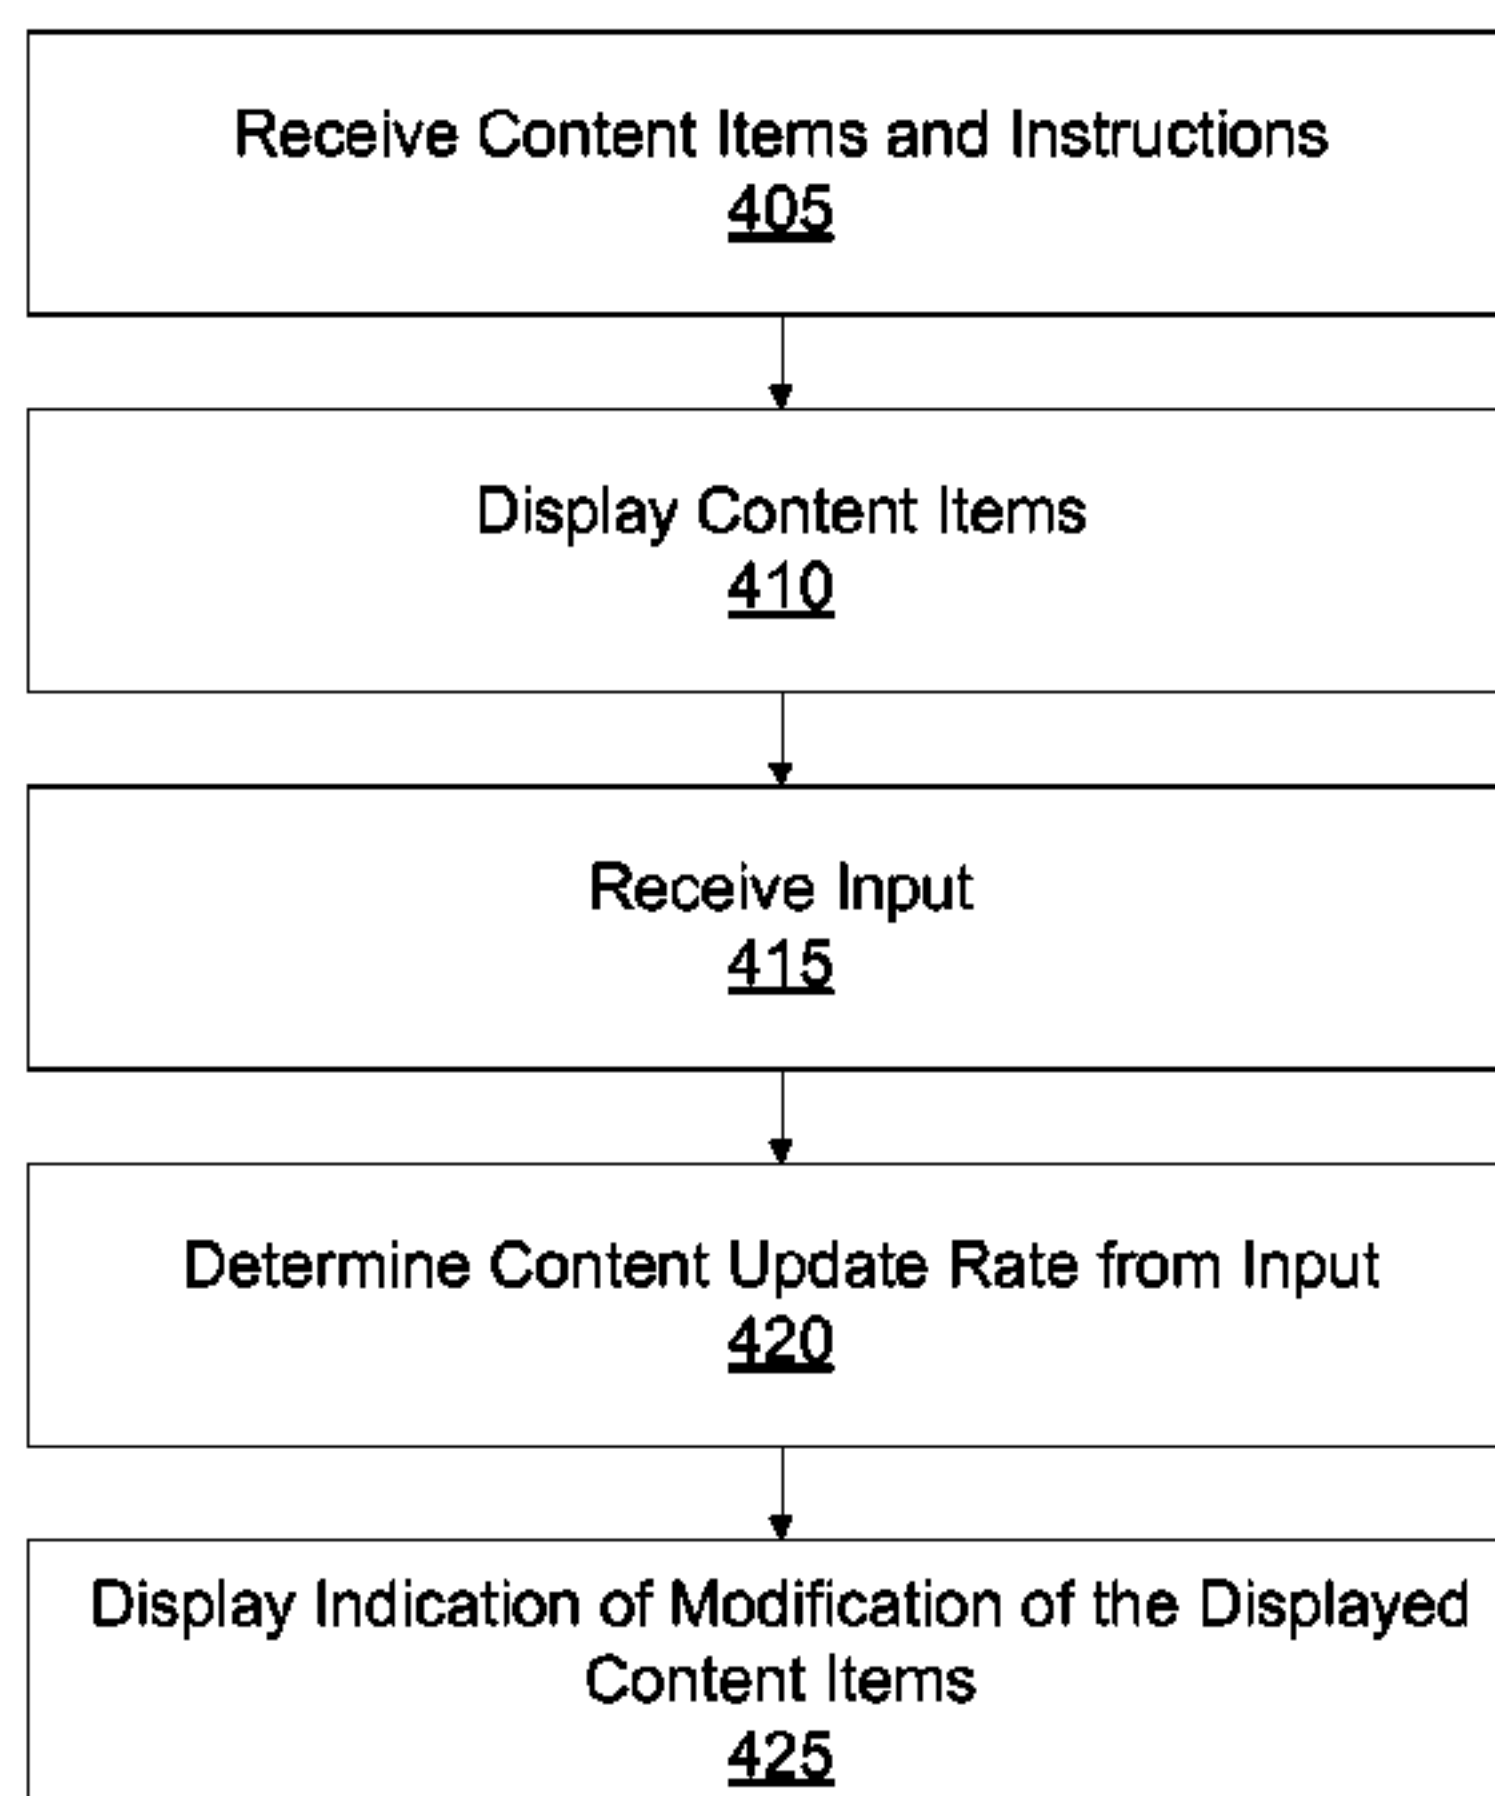 Receive Content Items and Instructions
405
Display Content Items
410
Receive Input
415
Determine Content Update Rate from Input
420
Display Indication of Modification of the Displayed
Content Items
425